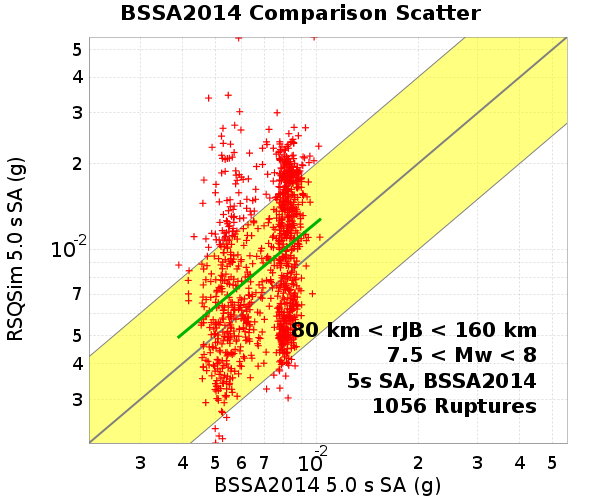 BSSA2014 Comparison Scatter
RSQSim 5.0 s SA (g)
5
4
3
2
10-2
7
5
4
3
80 km < rJB < 160 km
7.5 < Mw < 8
5s SA, BSSA2014
1056 Ruptures
3 4 5 6 7 10-2 2 3 4 5
BSSA2014 5.0 s SA (g)